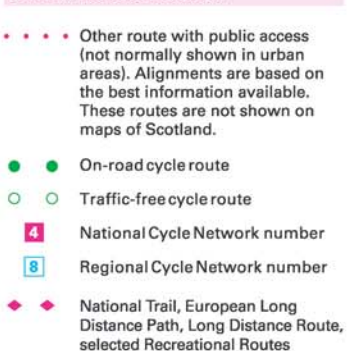 Other route with public access
(not normally shown in urban
areas). Alignments are based on
the best information available.
These routes are not shown on
maps of Scotland.
On-road cycle route
Traffic-free cycle route
4 National Cycle Network number
8 Regional Cycle Network number
National Trail, European Long
Distance Path, Long Distance Route,
selected Recreational Routes